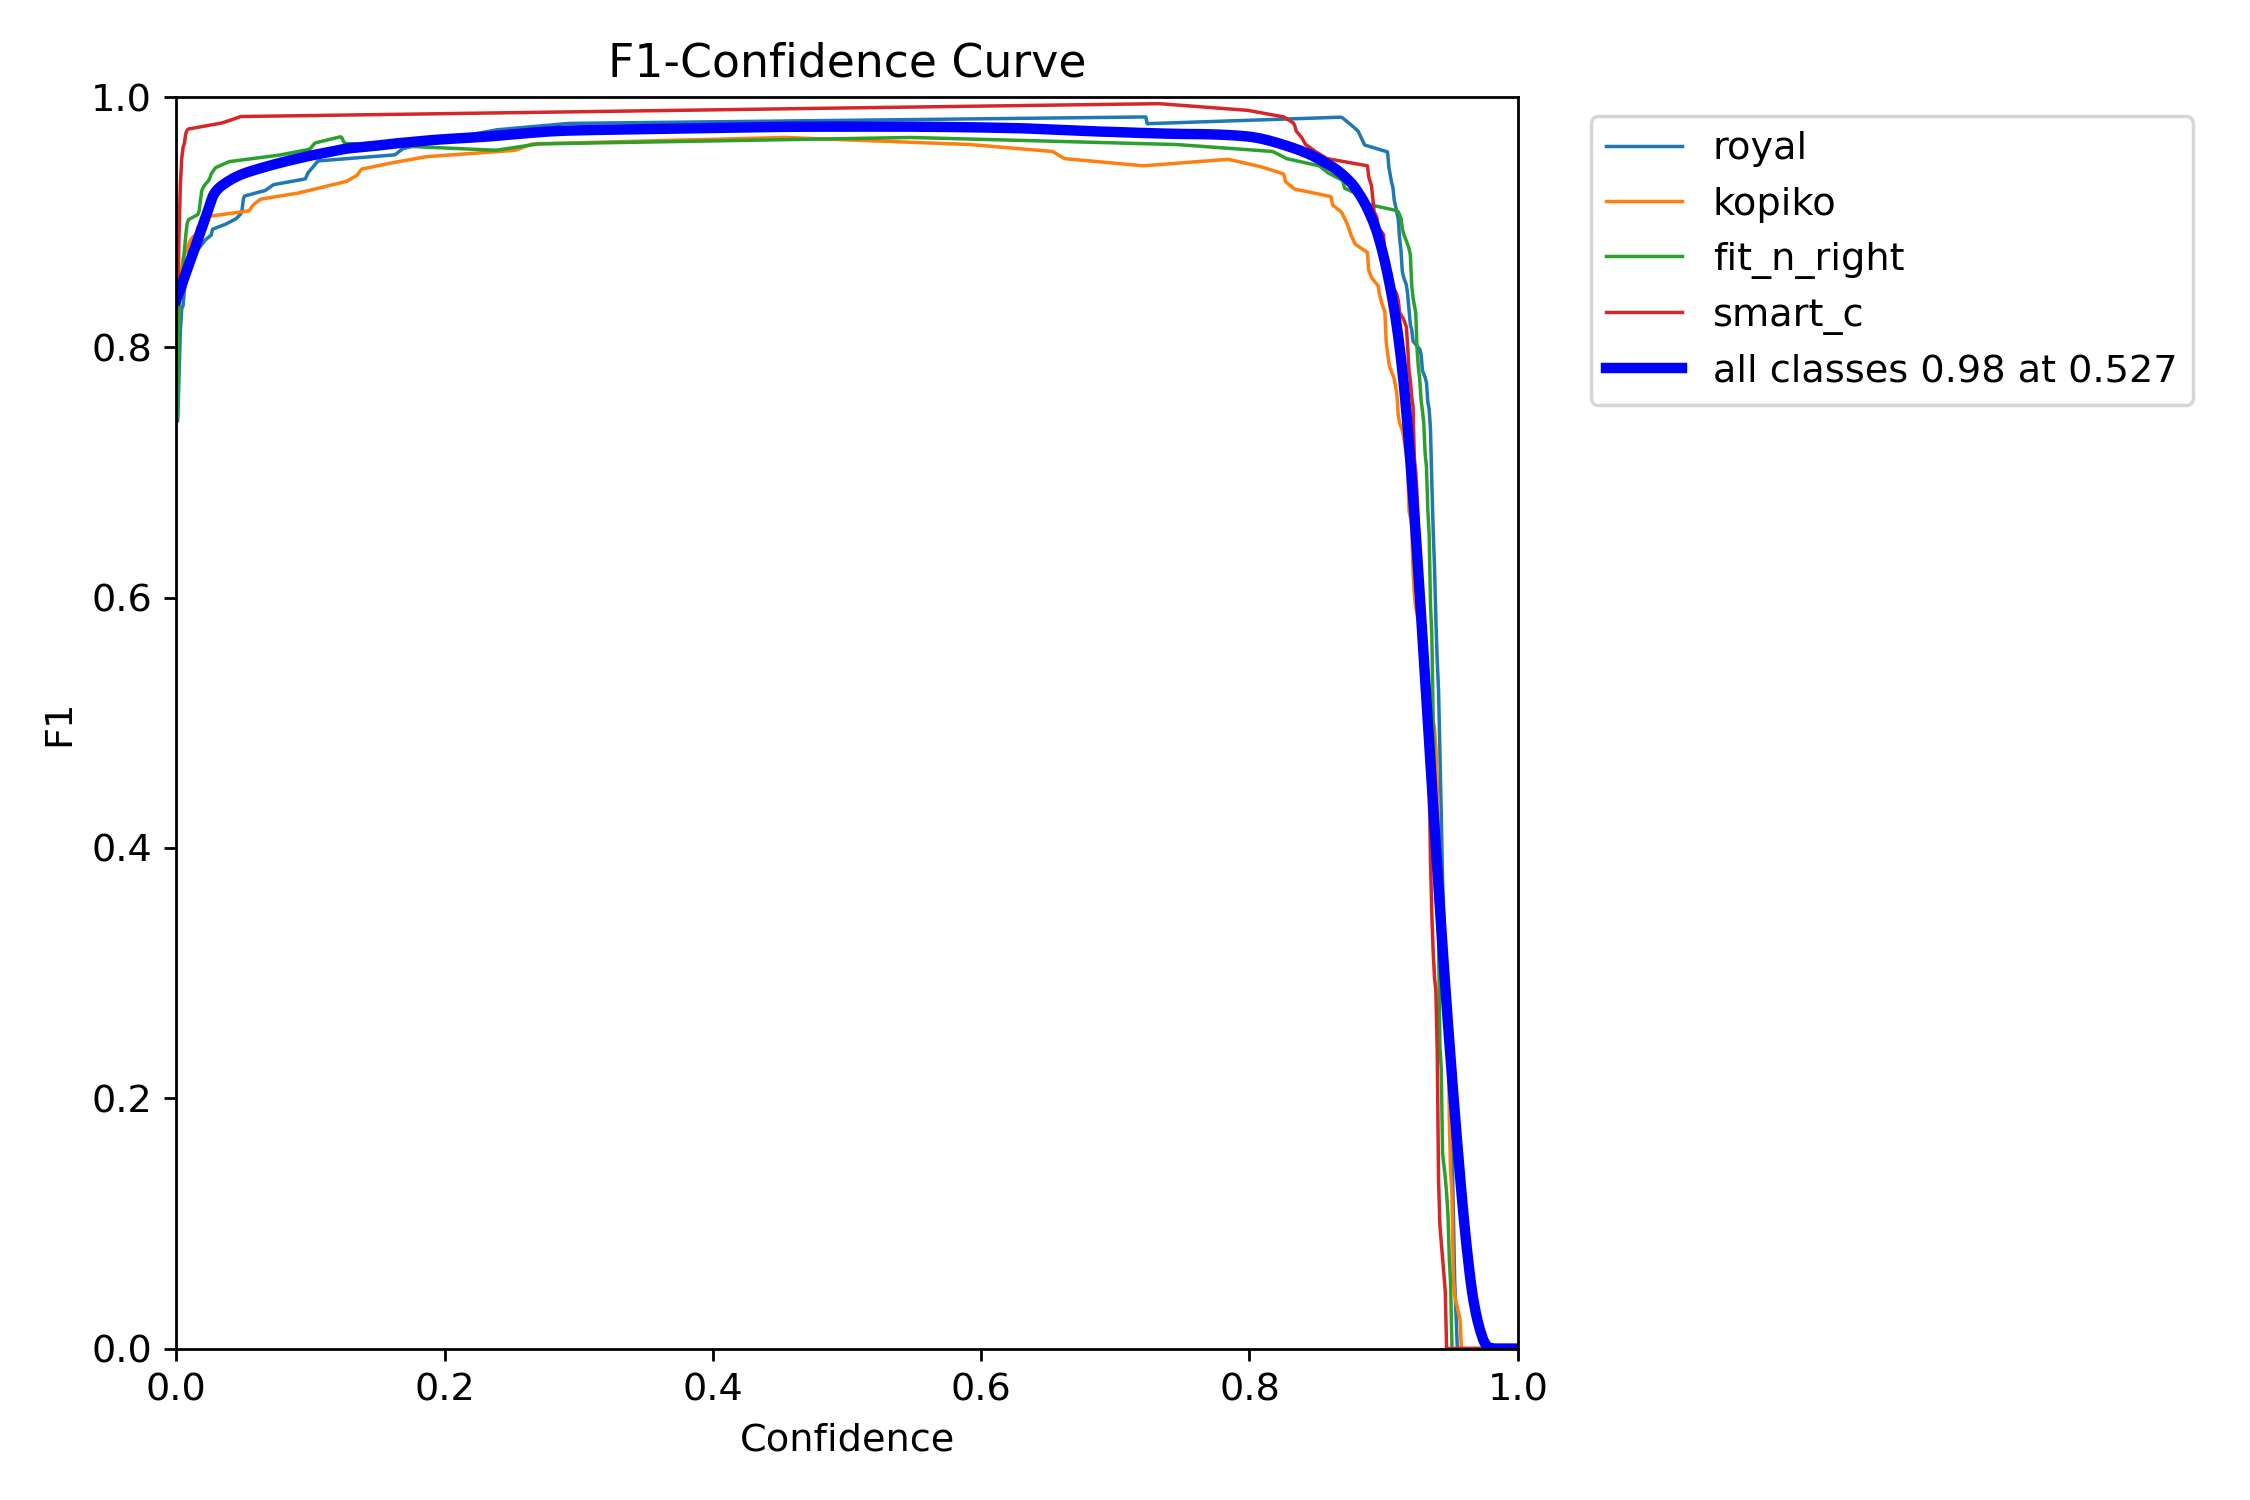 F1-Confidence Curve
1.0
0.8
0.6
0.4
0.2
0.0
F1
0.0 0.2 0.4 0.6 0.8 1.0
Confidence
royal
kopiko
fit_n_right
smart_c
all classes 0.98 at 0.527